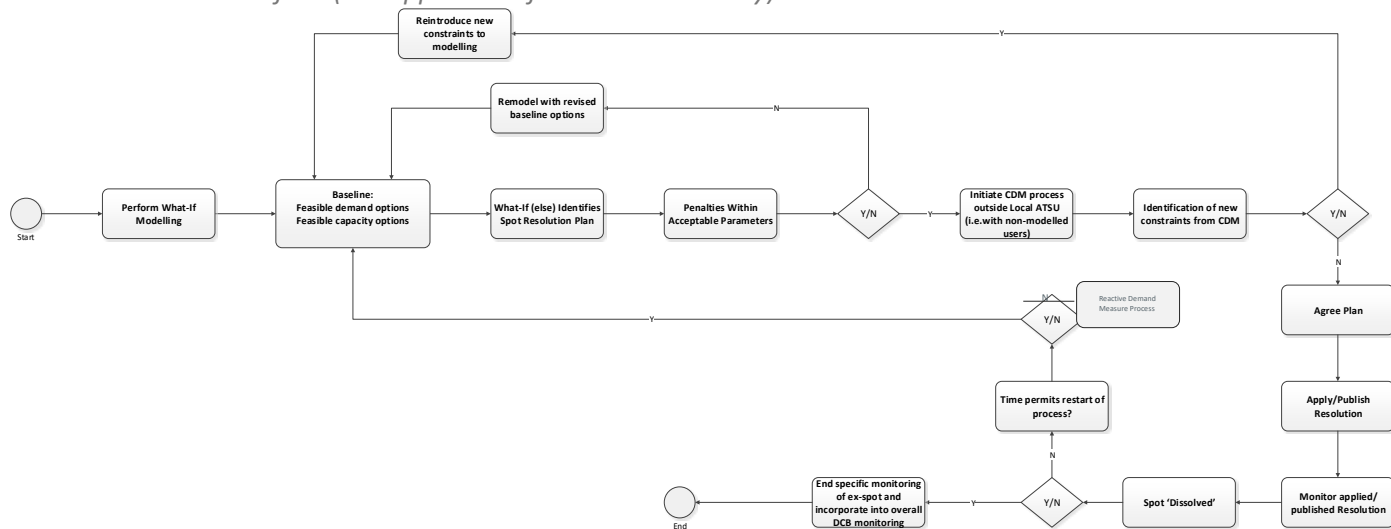 Reintroduce new
constraints to
modelling
Y
Remodel with revised
baseline options
N
Start
Perform What-If
Modelling
Baseline:
Feasible demand options
Feasible capacity options
What-If (else) Identifies
Spot Resolution Plan
Penalties Within
Acceptable Parameters
Y/N
Y
Initiate CDM process
outside Local ATSU
(i.e.with non-modelled
users)
Identification of new
constraints from CDM
Y/N
N
Agree Plan
Apply/Publish
Resolution
Monitor applied/
published Resolution
Spot ‘Dissolved’
Y/N
N
Time permits restart of
process?
Y/N
N
Reactive Demand
Measure Process
Y
Y
End specific monitoring
of ex-spot and
incorporate into overall
DCB monitoring
End